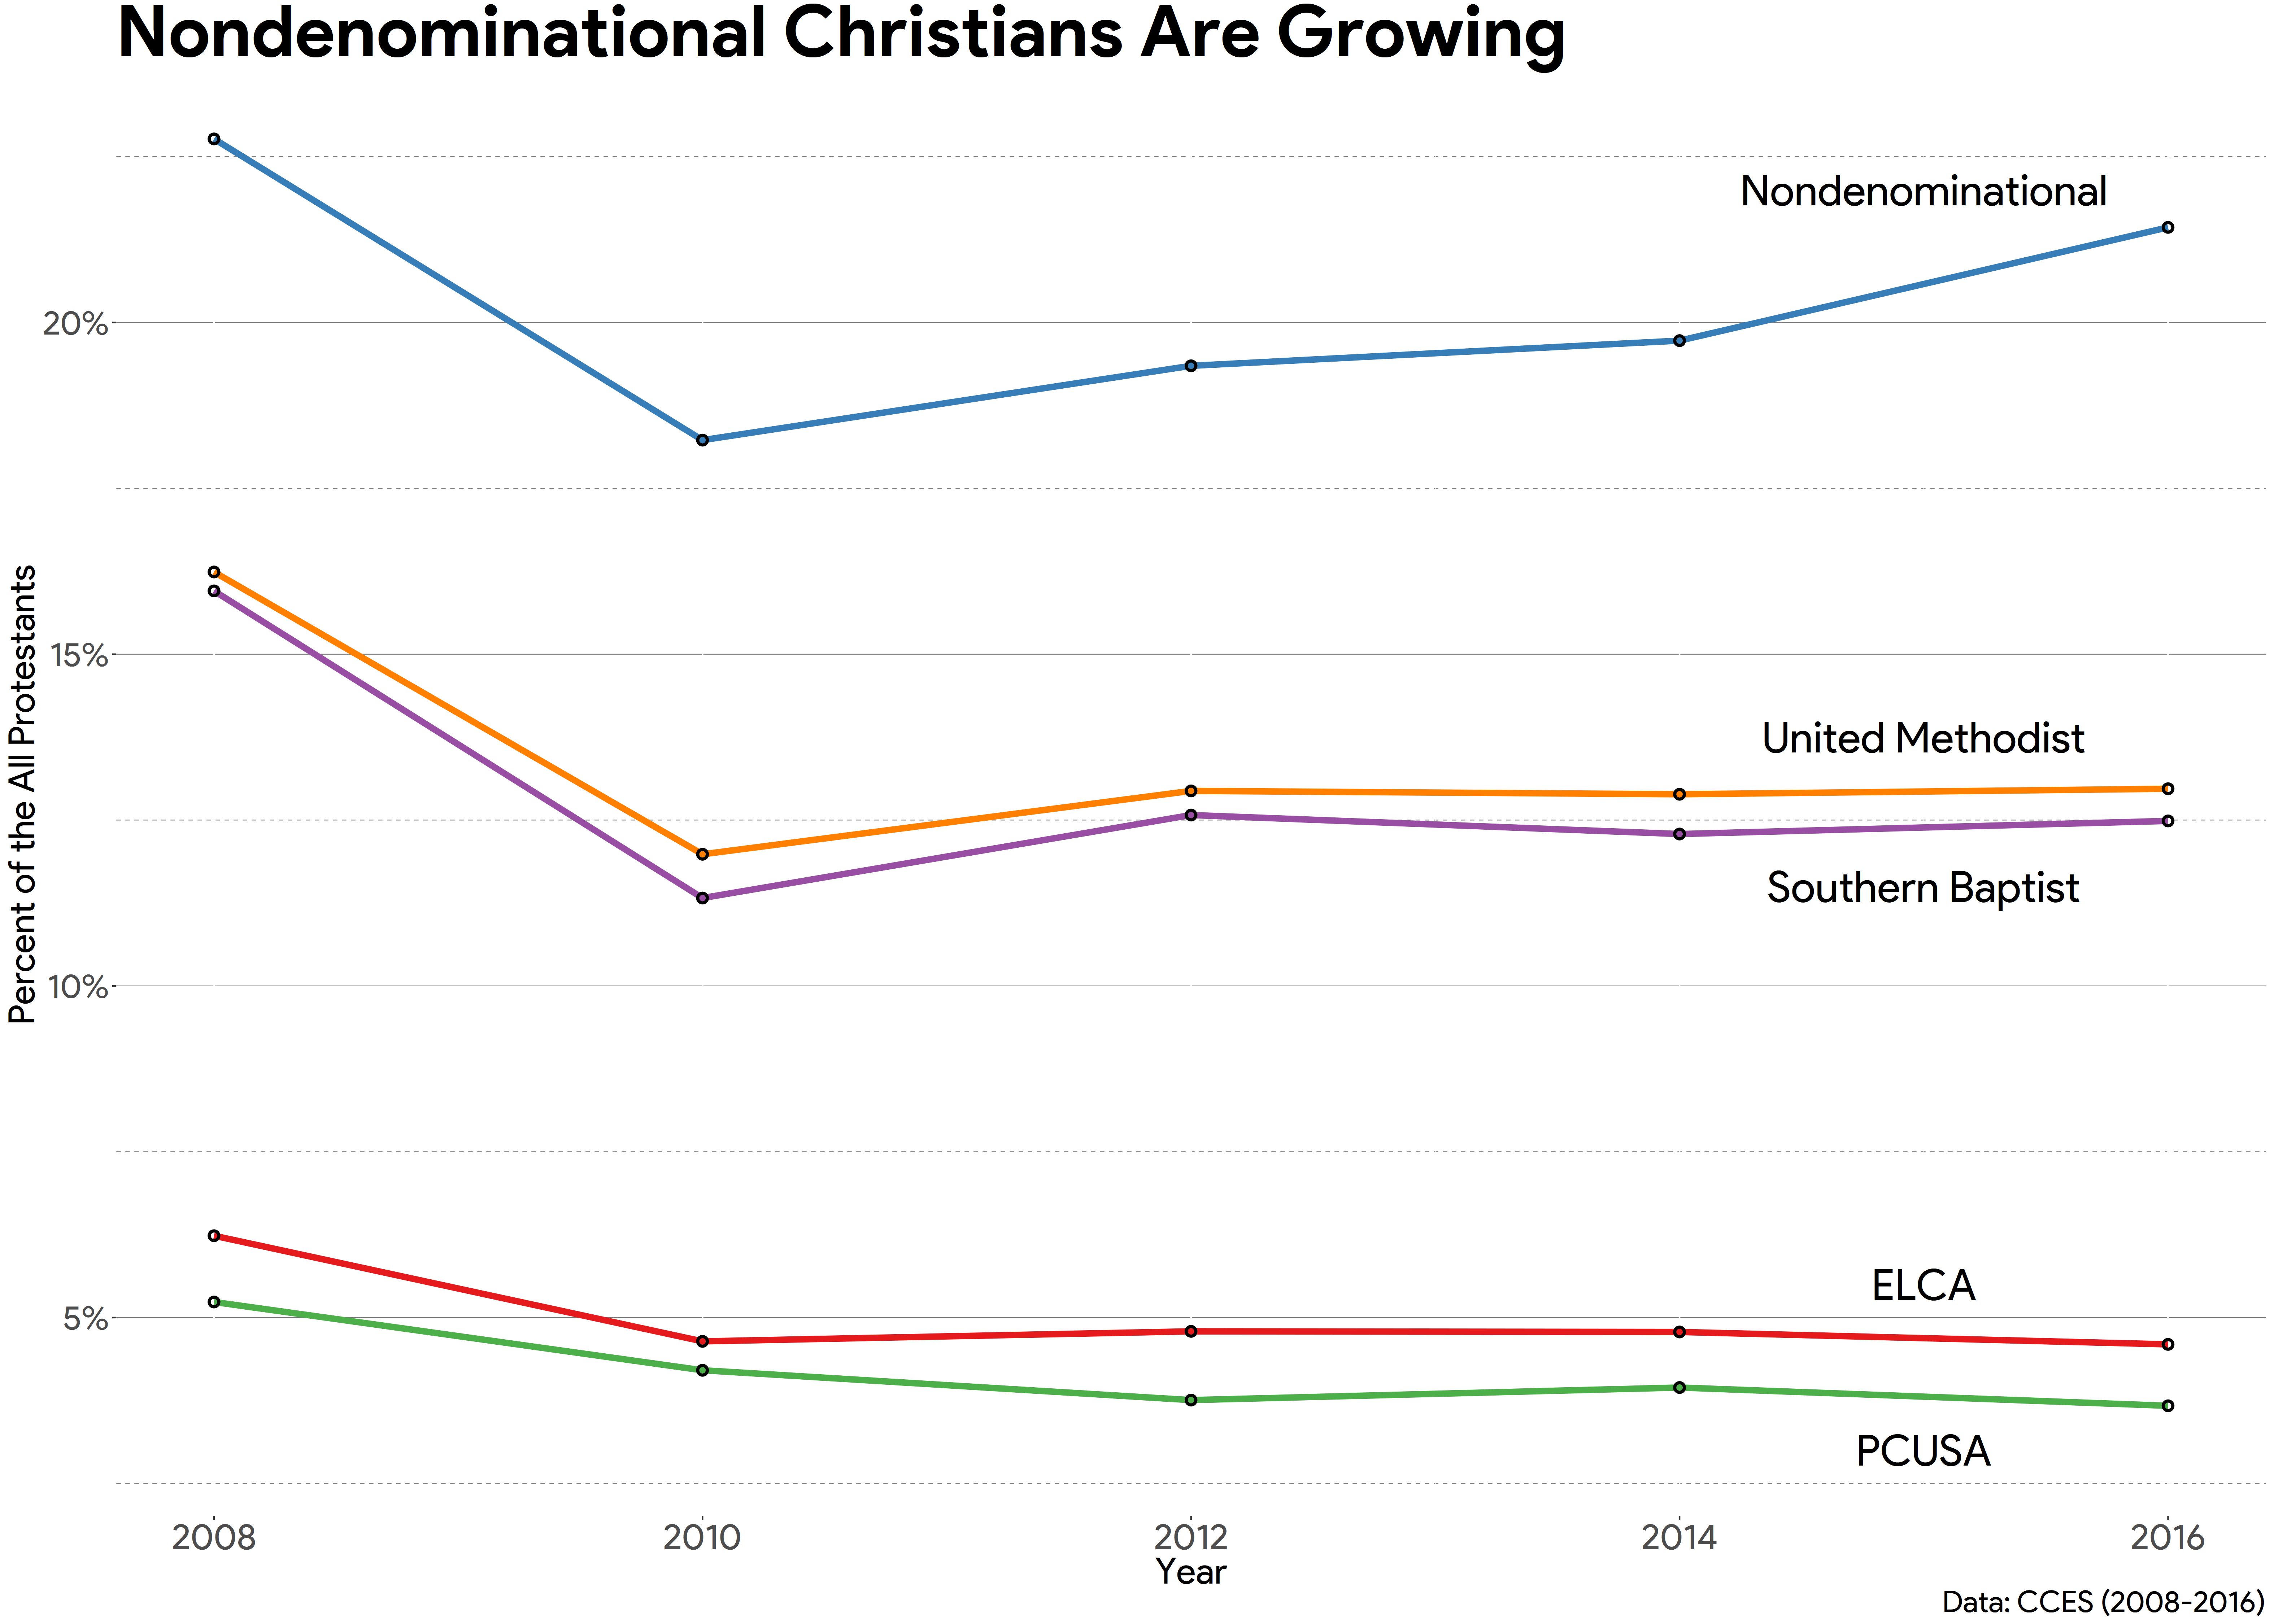 Nondenominational Christians Are Growing
Nondenominational
20%
15%
United Methodist
Southern Baptist
10%
ELCA
5%
PCUSA
Percent of the All Protestants
2008 2010 2012 2014 2016
Year
Data: CCES (2008-2016)